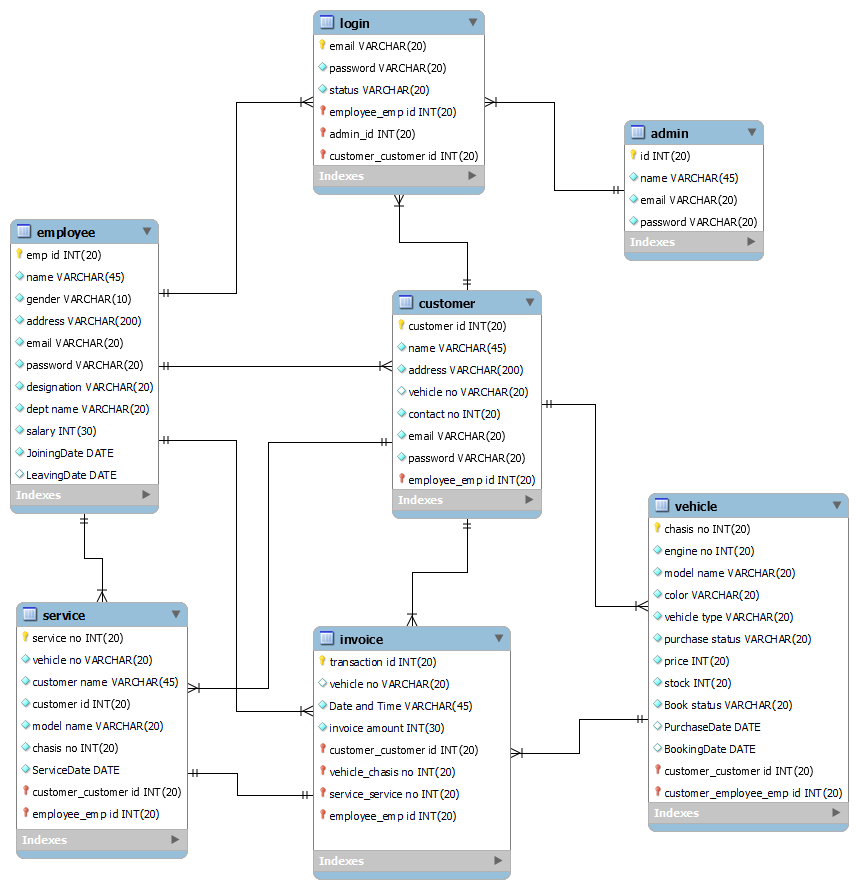 login
email VARCHAR(20)
password VARCHAR(20)
status VARCHAR(20)
employee_emp id INT(20)
admin_id INT(20)
customer_customer id INT(20)
Indexes
admin
id INT(20)
name VARCHAR(45)
email VARCHAR(20)
password VARCHAR(20)
Indexes
employee
emp id INT(20)
name VARCHAR(45)
gender VARCHAR(10)
address VARCHAR(200)
email VARCHAR(20)
password VARCHAR(20)
designation VARCHAR(20)
dept name VARCHAR(20)
salary INT(30)
JoiningDate DATE
LeavingDate DATE
Indexes
customer
customer id INT(20)
name VARCHAR(45)
address VARCHAR(200)
vehicle no VARCHAR(20)
contact no INT(20)
email VARCHAR(20)
password VARCHAR(20)
employee_emp id INT(20)
Indexes
vehicle
chasis no INT(20)
engine no INT(20)
model name VARCHAR(20)
color VARCHAR(20)
vehicle type VARCHAR(20)
purchase status VARCHAR(20)
price INT(20)
stock INT(20)
Book status VARCHAR(20)
PurchaseDate DATE
BookingDate DATE
customer_customer id INT(20)
customer_employee_emp id INT(20)
Indexes
service
service no INT(20)
vehicle no VARCHAR(20)
customer name VARCHAR(45)
customer id INT(20)
model name VARCHAR(20)
chasis no INT(20)
ServiceDate DATE
customer_customer id INT(20)
employee_emp id INT(20)
Indexes
invoice
transaction id INT(20)
vehicle no VARCHAR(20)
Date and Time VARCHAR(45)
invoice amount INT(30)
customer_customer id INT(20)
vehicle_chasis no INT(20)
service_service no INT(20)
employee_emp id INT(20)
Indexes